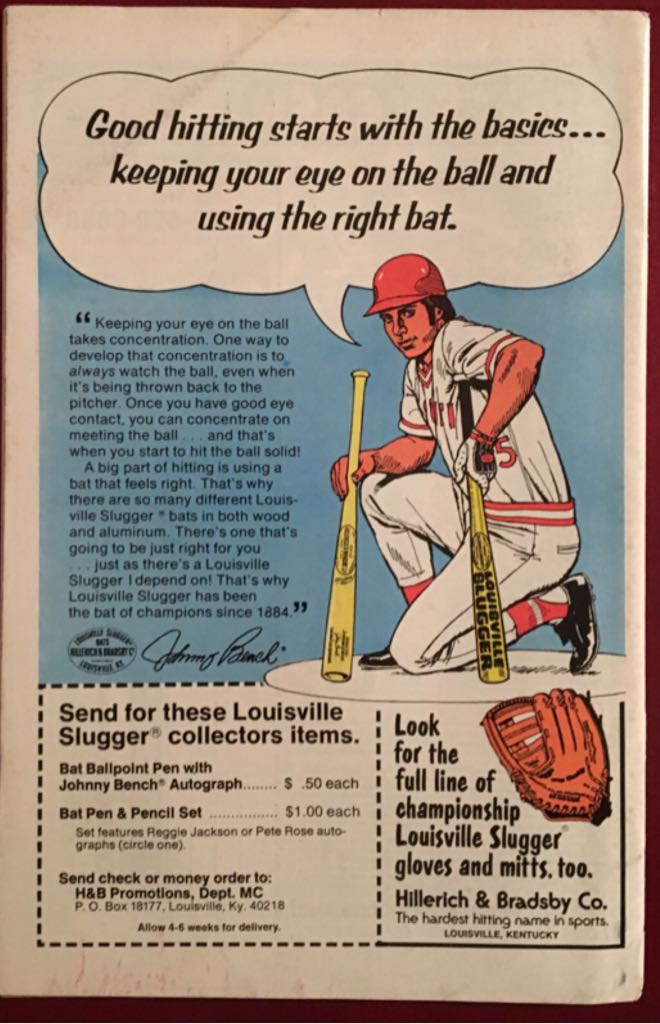 Good hitting starts with the basics...
keeping your eye on the ball and
using the right bat.
“Keeping your eye on the ball
takes concentration. One way to
develop that concentration is to
always watch the ball, even when
it's being thrown back to the
pitcher. Once you have good eye
contact, you can concentrate on
meeting the ball . . . and that's
when you start to hit the ball solid!
A big part of hitting is using a
bat that feels right. That's why
there are so many different Louis-
ville Slugger® bats in both wood
and aluminum. There's one that's
going to be just right for you
. . . just as there's a Louisville
Slugger I depend on! That's why
Louisville Slugger has been
the bat of champions since 1884.”
LOUISVILLE SLUGGER
BATS
HILLERICH & BRADSBY Cº
LOUISVILLE, KY.
Johnny Bench®
5
LOUISVILLE
SLUGGER
Send for these Louisville
Slugger® collectors items.
Bat Ballpoint Pen with
Johnny Bench® Autograph........ $ .50 each
Bat Pen & Pencil Set ................ $1.00 each
Set features Reggie Jackson or Pete Rose auto-
graphs (circle one).
Send check or money order to:
H&B Promotions, Dept. MC
P. O. Box 18177, Louisville, Ky. 40218
Allow 4-6 weeks for delivery.
Look
for the
full line of
championship
Louisville Slugger®
gloves and mitts, too.
Hillerich & Bradsby Co.
The hardest hitting name in sports.
LOUISVILLE, KENTUCKY